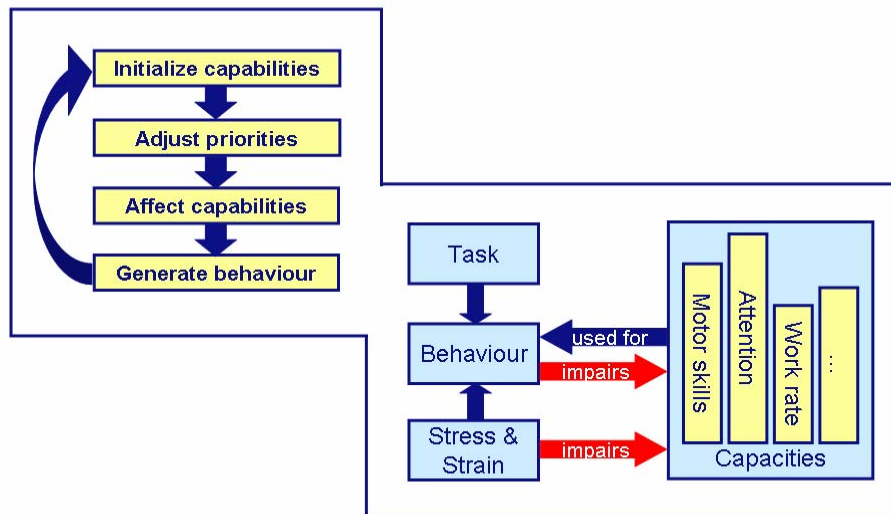 Initialize capabilities
Adjust priorities
Affect capabilities
Generate behaviour
Task
Behaviour
Stress &
Strain
used for
impairs
impairs
Motor skills
Attention
Work rate
...
Capacities